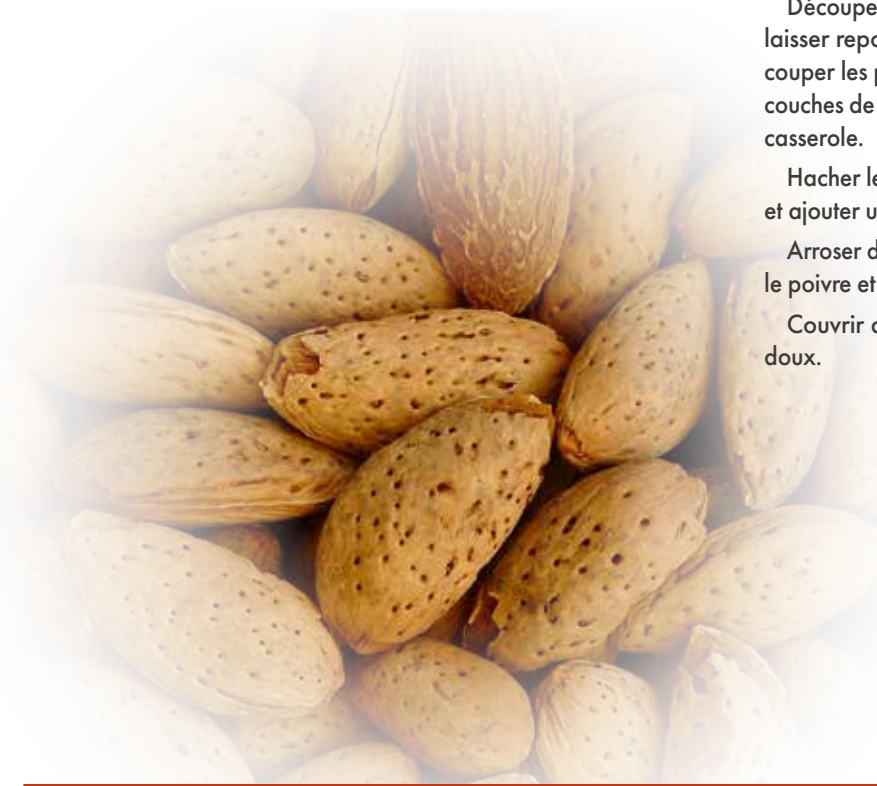 Découpe
laisser repo
couper les p
couches de
casserole.
Hacher le
et ajouter u
Arroser d
le poivre et
Couvrir
doux.